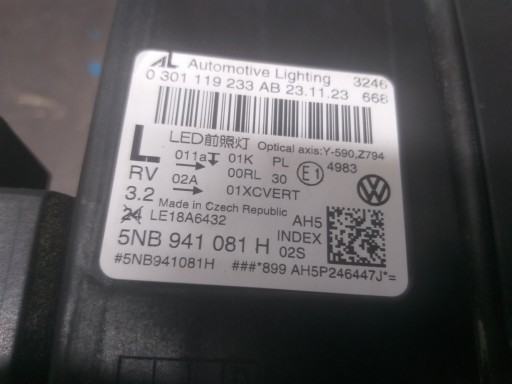 AL Automotive Lighting 3246
0 301 119 233 AB 23.11.23 668
L LED前照灯 Optical axis:Y-590,Z794
011a 01K PL E1 4983
RV 02A 00RL 30
3.2 01XCVERT
Made in Czech Republic
24 LE18A6432 AH5
5NB 941 081 H INDEX 02S
#5NB941081H ###*899 AH5P246447J*=